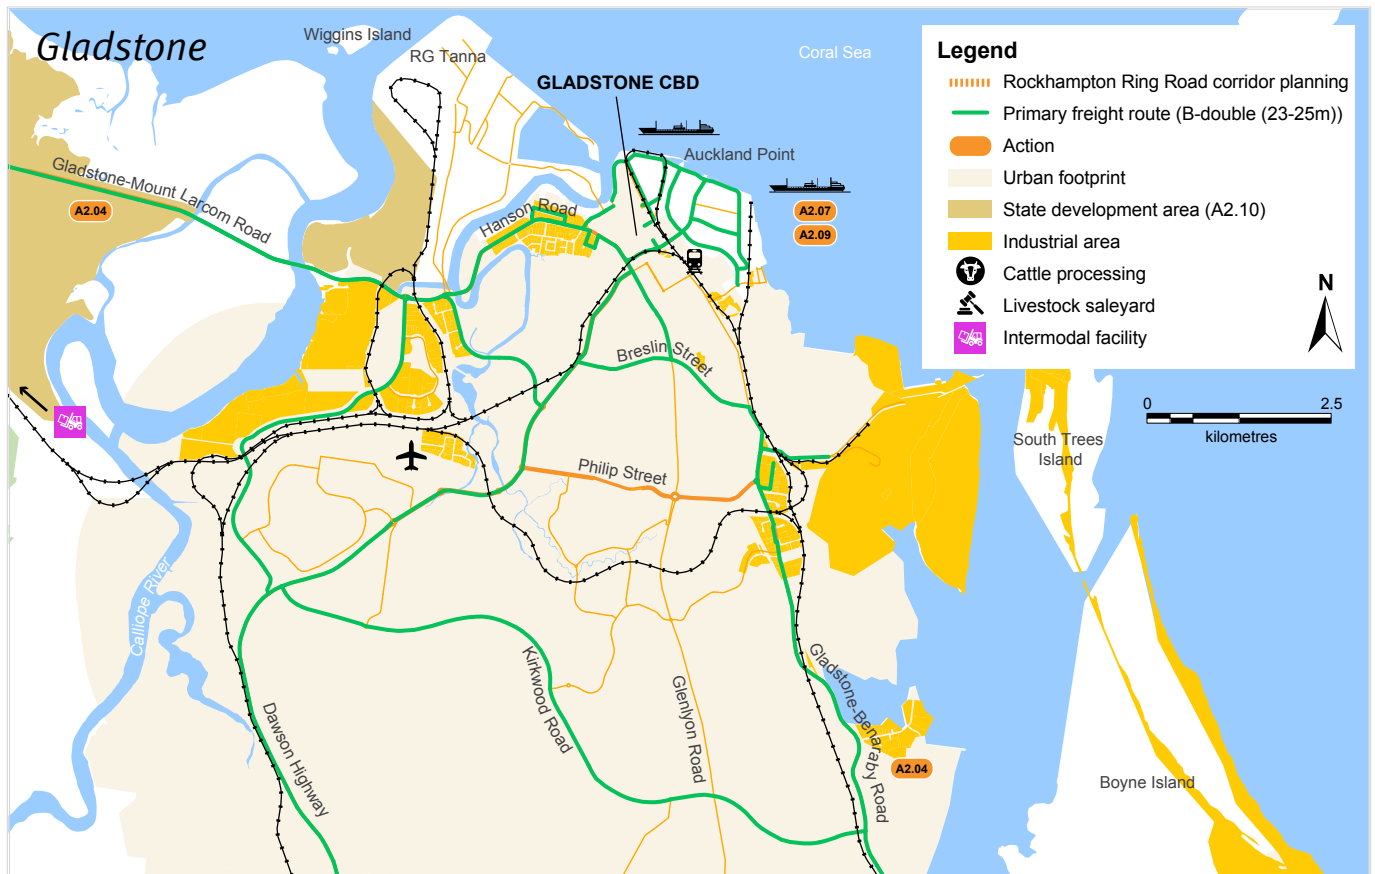 Gladstone
Wiggins Island
RG Tanna
Coral Sea
GLADSTONE CBD
Auckland Point
Legend
Rockhampton Ring Road corridor planning
Primary freight route (B-double (23-25m))
Action
Urban footprint
State development area (A2.10)
Industrial area
Cattle processing
Livestock saleyard
Intermodal facility
N
0 2.5
kilometres
Gladstone-Mount Larcom Road
A2.04
Hanson Road
A2.07
A2.09
Breslin Street
Philip Street
South Trees
Island
Calliope River
Kirkwood Road
Glenlyon Road
Gladstone-Benaraby Road
Dawson Highway
A2.04
Boyne Island